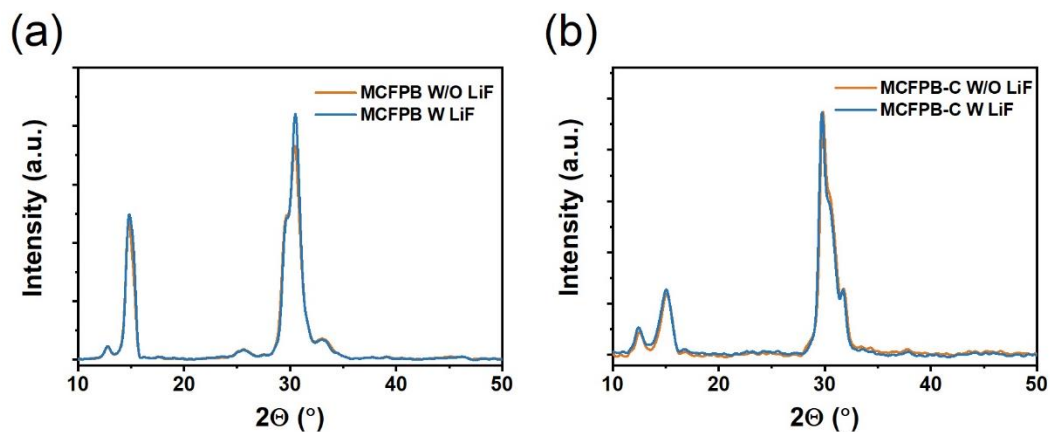 (a)
MCFPB W/O LiF
MCFPB W LiF
Intensity (a.u.)
10 20 30 40 50
2Θ (°)
(b)
MCFPB-C W/O LiF
MCFPB-C W LiF
Intensity (a.u.)
10 20 30 40 50
2Θ (°)